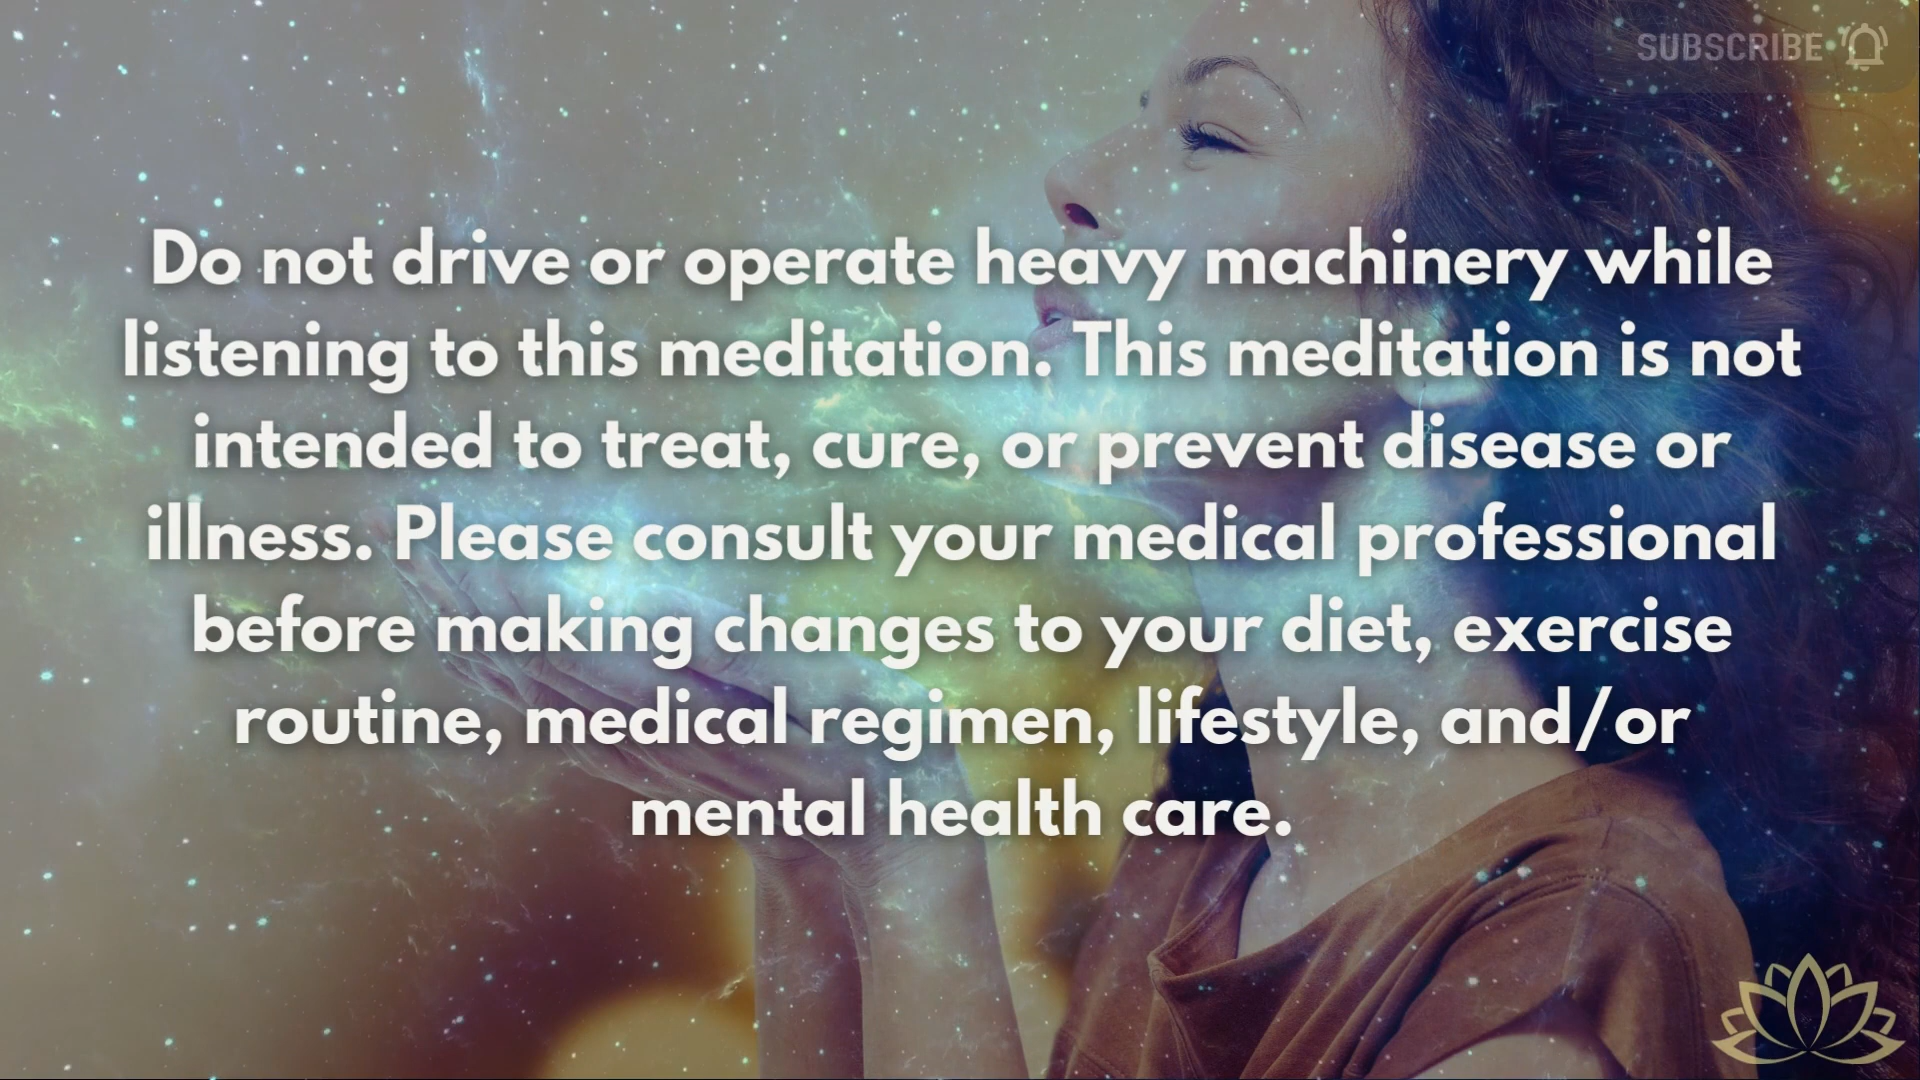 SUBSCRIBE
Do not drive or operate heavy machinery while
listening to this meditation. This meditation is not
intended to treat, cure, or prevent disease or
illness. Please consult your medical professional
before making changes to your diet, exercise
routine, medical regimen, lifestyle, and/or
mental health care.